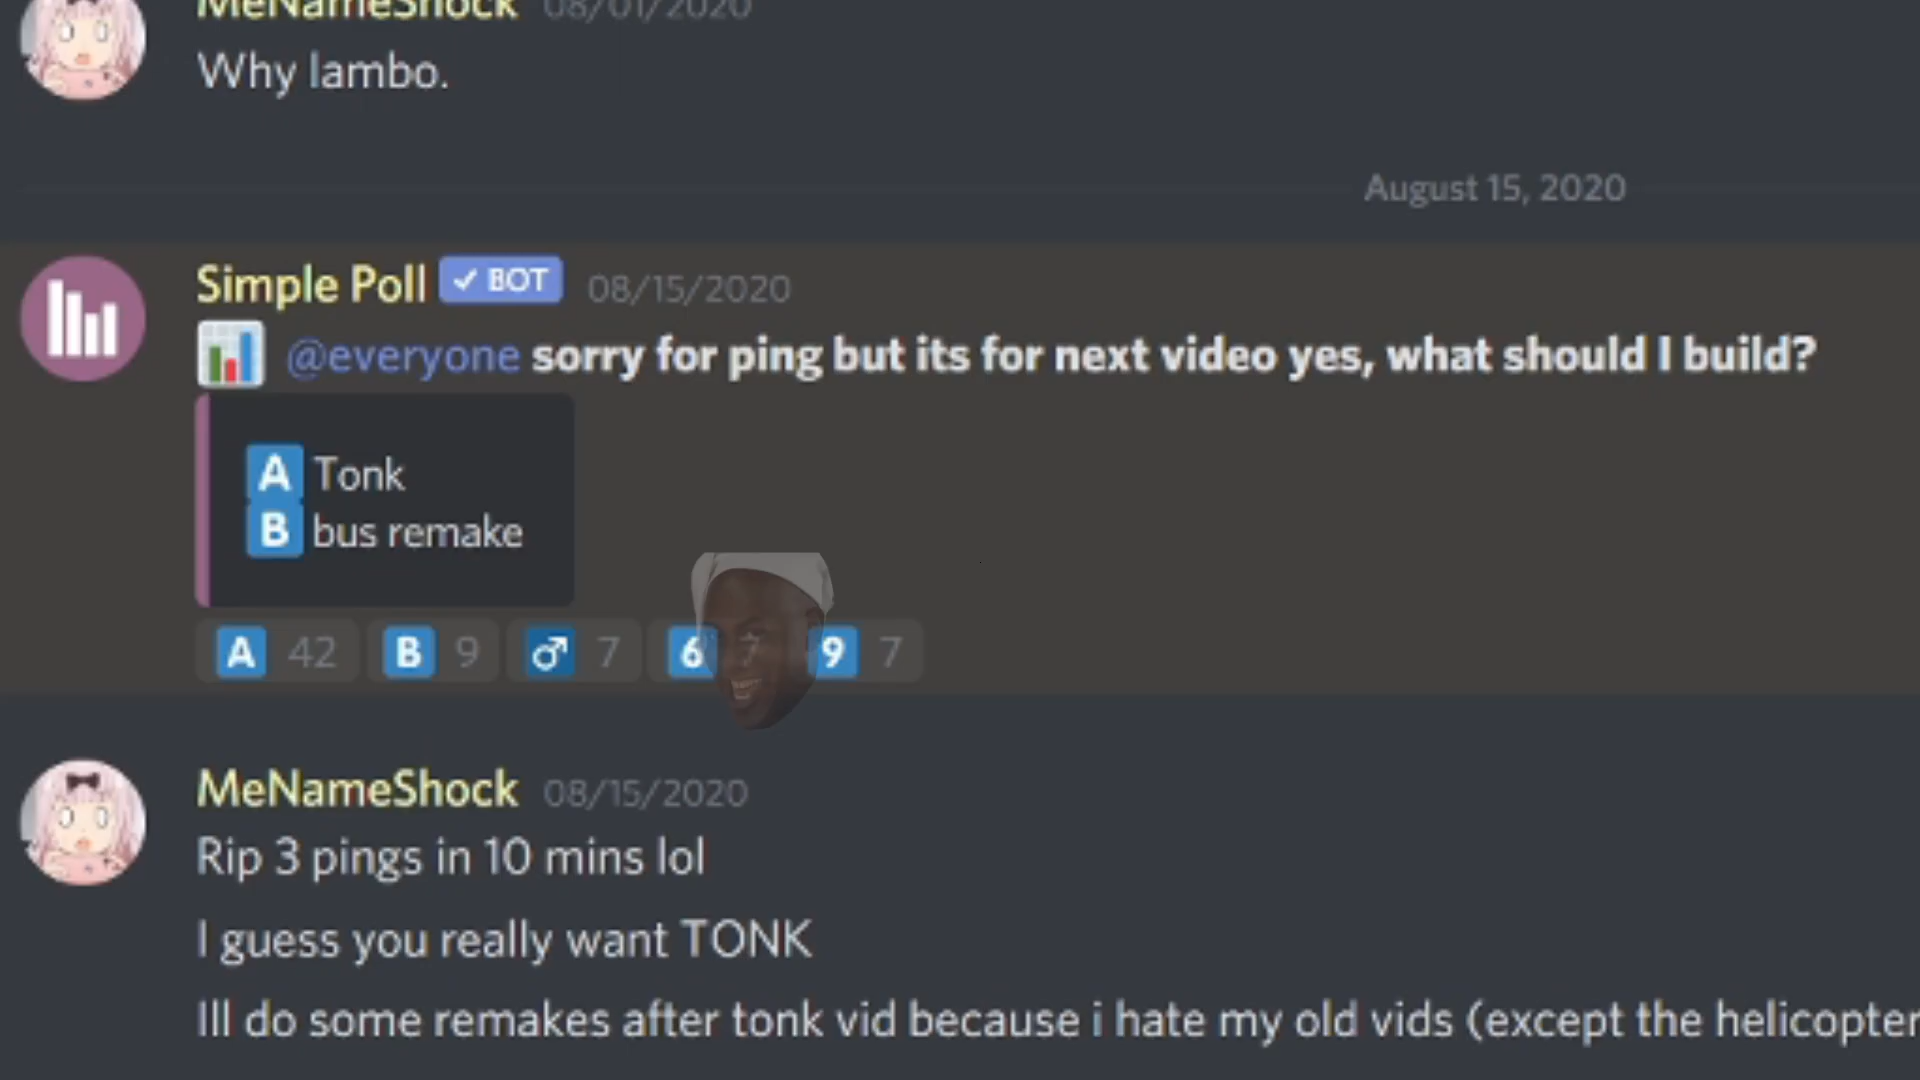 MeNameShock 08/01/2020
Why lambo.
August 15, 2020
Simple Poll ✓ BOT 08/15/2020
@everyone sorry for ping but its for next video yes, what should I build?
A Tonk
B bus remake
A 42 B 9 ♂ 7 6 7 9 7
MeNameShock 08/15/2020
Rip 3 pings in 10 mins lol
I guess you really want TONK
Ill do some remakes after tonk vid because i hate my old vids (except the helicopter